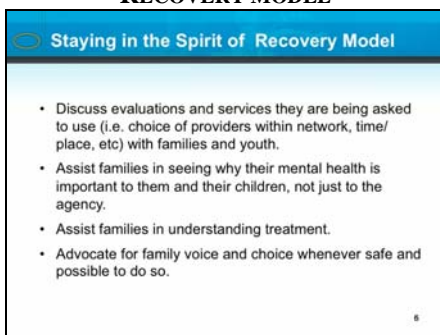 RECOVERY MODEL
Staying in the Spirit of Recovery Model
• Discuss evaluations and services they are being asked
to use (i.e. choice of providers within network, time/
place, etc) with families and youth.
• Assist families in seeing why their mental health is
important to them and their children, not just to the
agency.
• Assist families in understanding treatment.
• Advocate for family voice and choice whenever safe and
possible to do so.
6